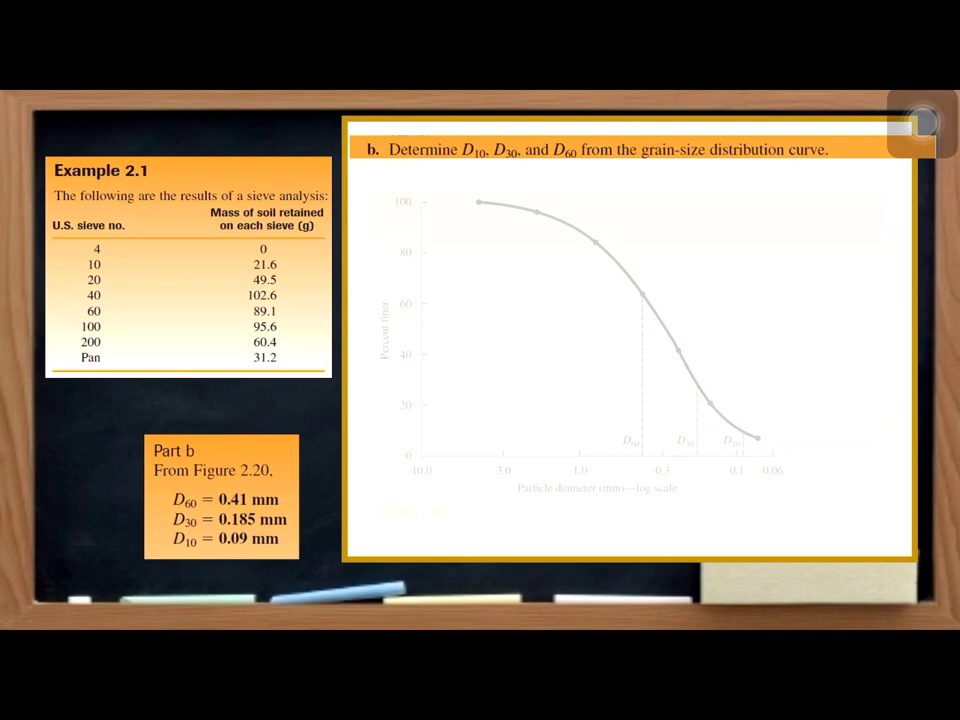 Example 2.1
The following are the results of a sieve analysis:
U.S. sieve no. Mass of soil retained on each sieve (g)
4 0
10 21.6
20 49.5
40 102.6
60 89.1
100 95.6
200 60.4
Pan 31.2
Part b
From Figure 2.20,
D60 = 0.41 mm
D30 = 0.185 mm
D10 = 0.09 mm
b. Determine D10, D30, and D60 from the grain-size distribution curve.
100
80
60
40
20
0
Percent finer
D60 D30 D10
10.0 3.0 1.0 0.3 0.1 0.06
Particle diameter (mm)—log scale